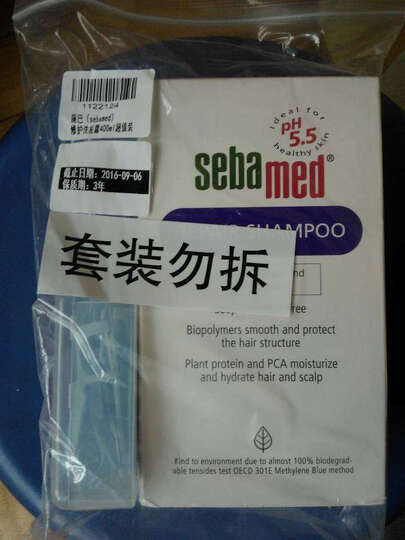 1122124
施巴(sebamed)
修护洗发露400ml超值装
截止日期：2016-09-06
保质期：3年
ideal for
pH
5.5
healthy skin
sebamed®
SHAMPOO
套装勿拆
Biopolymers smooth and protect
the hair structure
Plant protein and PCA moisturize
and hydrate hair and scalp
Kind to environment due to almost 100% biodegrad-
able tensides test OECD 301E Methylene Blue method